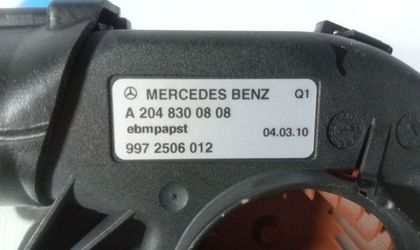 MERCEDES BENZ Q1
A 204 830 08 08
ebmpapst 04.03.10
997 2506 012